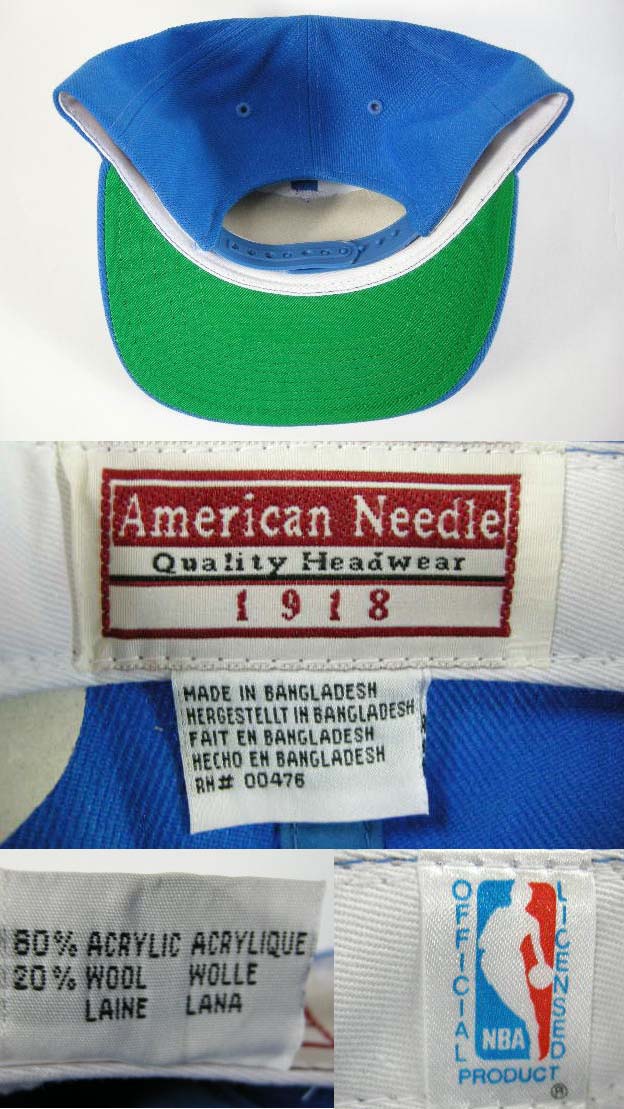 American Needle
Quality Headwear
1918
MADE IN BANGLADESH
HERGESTELLT IN BANGLADESH
FAIT EN BANGLADESH
HECHO EN BANGLADESH
RN# 00476
80% ACRYLIC ACRYLIQUE
20% WOOL WOLLE
LAINE LANA
OFFICIAL
LICENSED
NBA
PRODUCT
®